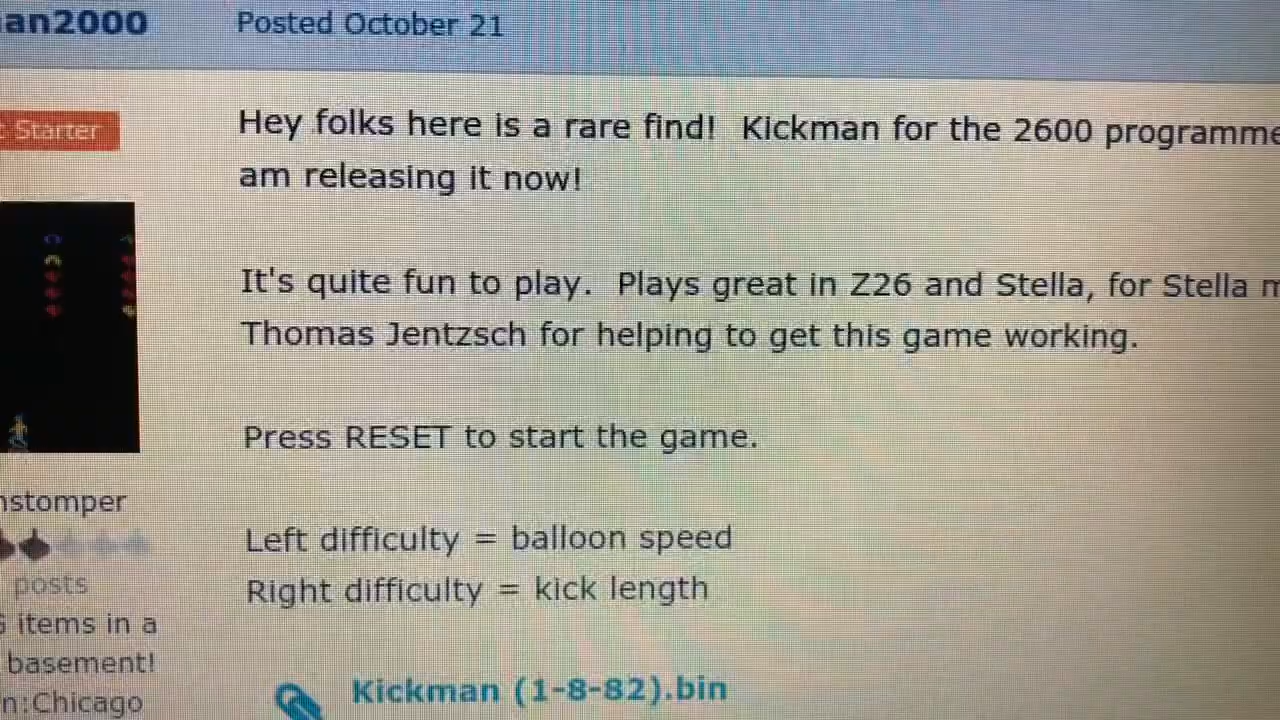 an2000
Posted October 21
Starter
Hey folks here is a rare find! Kickman for the 2600 programme
am releasing it now!
It's quite fun to play. Plays great in Z26 and Stella, for Stella m
Thomas Jentzsch for helping to get this game working.
Press RESET to start the game.
stomper
Left difficulty = balloon speed
posts
Right difficulty = kick length
items in a
basement!
n:Chicago
Kickman (1-8-82).bin